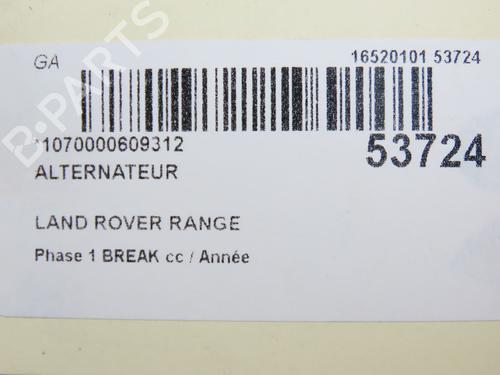 GA
16520101 53724
*1070000609312
53724
ALTERNATEUR
LAND ROVER RANGE
Phase 1 BREAK cc / Année
B-PARTS